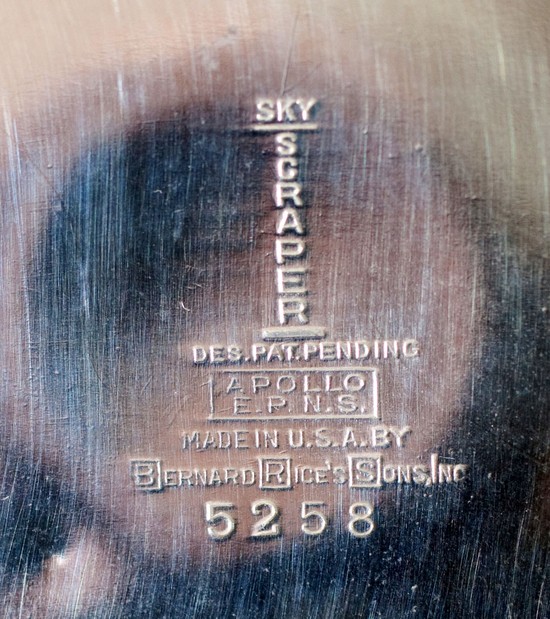 SKY
SCRAPER
DES. PAT. PENDING
APOLLO
E.P.N.S.
MADE IN U.S.A. BY
BERNARD RICE'S SONS, INC
5258